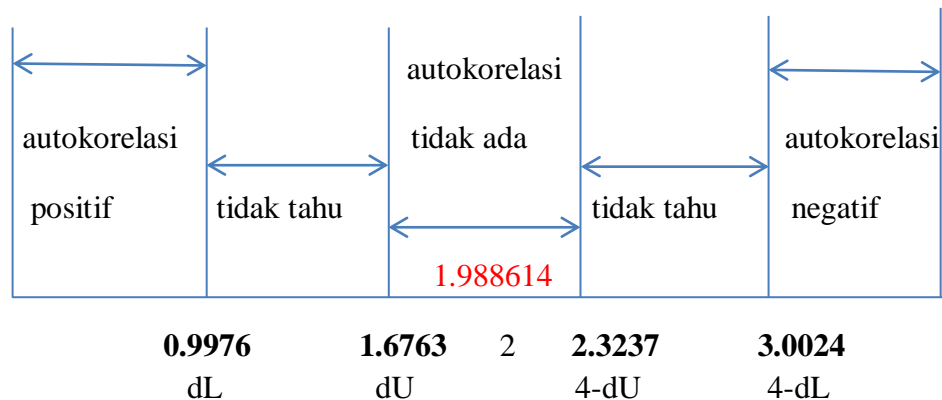 autokorelasi
autokorelasi tidak ada autokorelasi
positif tidak tahu tidak tahu negatif
1.988614
0.9976 1.6763 2 2.3237 3.0024
dL dU 4-dU 4-dL